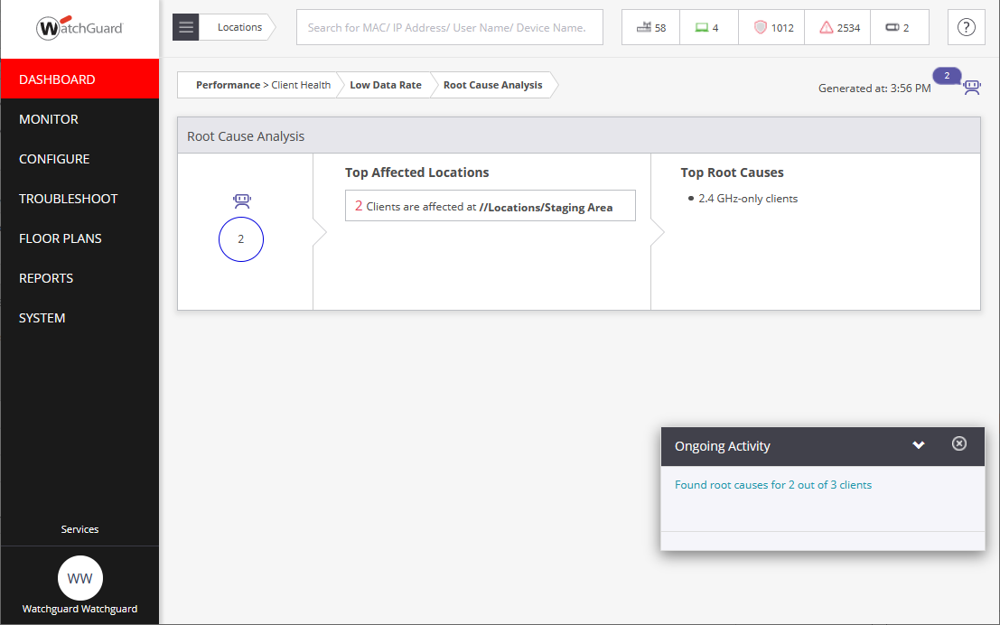 WatchGuard
Locations
Search for MAC/ IP Address/ User Name/ Device Name.
58
4
1012
2534
2
?
DASHBOARD
MONITOR
CONFIGURE
TROUBLESHOOT
FLOOR PLANS
REPORTS
SYSTEM
Services
WW
Watchguard Watchguard
Performance > Client Health
Low Data Rate
Root Cause Analysis
Generated at: 3:56 PM
2
Root Cause Analysis
2
Top Affected Locations
2 Clients are affected at //Locations/Staging Area
Top Root Causes
• 2.4 GHz-only clients
Ongoing Activity
Found root causes for 2 out of 3 clients